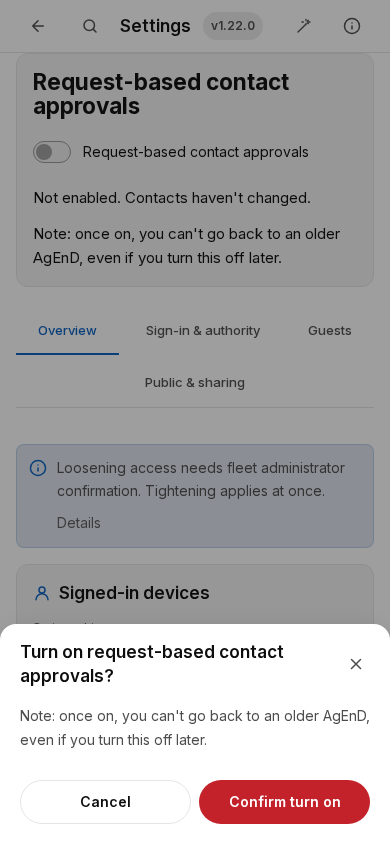 Settings v1.22.0
Request-based contact
approvals
Request-based contact approvals
Not enabled. Contacts haven't changed.
Note: once on, you can't go back to an older
AgEnD, even if you turn this off later.
Overview
Sign-in & authority
Guests
Public & sharing
Loosening access needs fleet administrator
confirmation. Tightening applies at once.
Details
Signed-in devices
Turn on request-based contact
approvals?
Note: once on, you can't go back to an older AgEnD,
even if you turn this off later.
Cancel
Confirm turn on